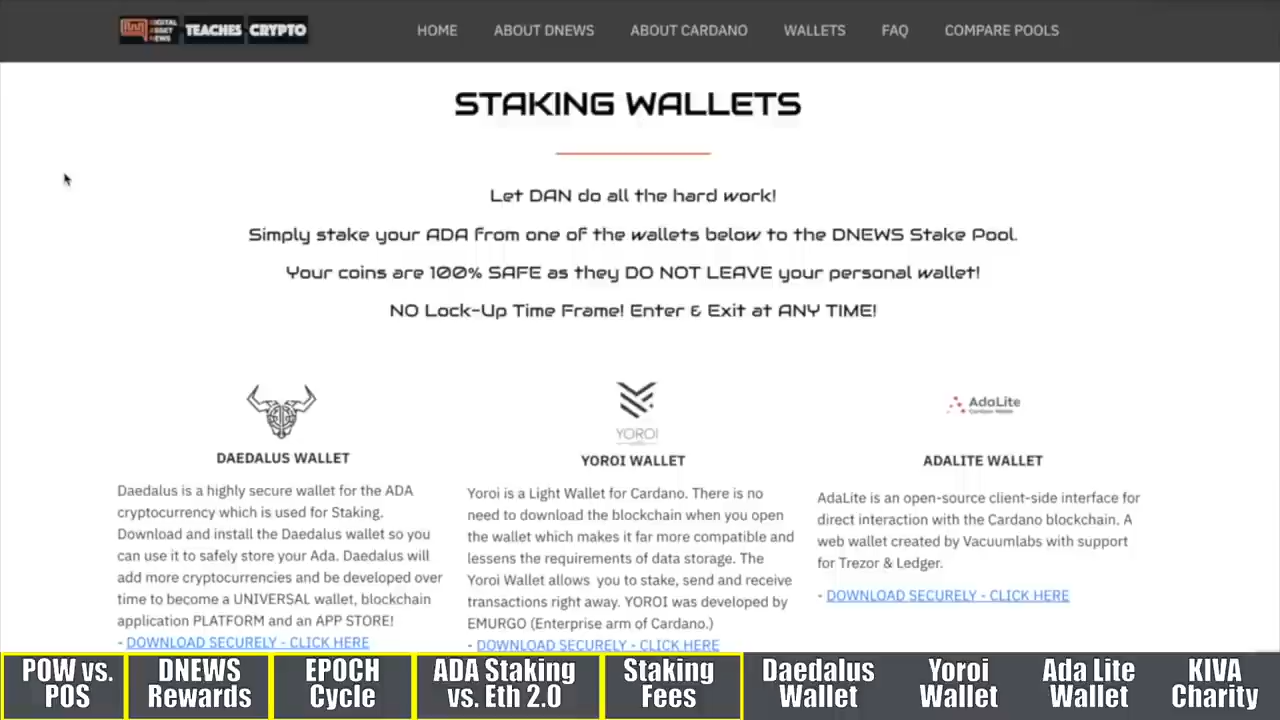 DIGITAL ASSET NEWS TEACHES CRYPTO
HOME ABOUT DNEWS ABOUT CARDANO WALLETS FAQ COMPARE POOLS
STAKING WALLETS
Let DAN do all the hard work!
Simply stake your ADA from one of the wallets below to the DNEWS Stake Pool.
Your coins are 100% SAFE as they DO NOT LEAVE your personal wallet!
NO Lock-Up Time Frame! Enter & Exit at ANY TIME!
DAEDALUS WALLET
Daedalus is a highly secure wallet for the ADA
cryptocurrency which is used for Staking.
Download and install the Daedalus wallet so you
can use it to safely store your Ada. Daedalus will
add more cryptocurrencies and be developed over
time to become a UNIVERSAL wallet, blockchain
application PLATFORM and an APP STORE!
- DOWNLOAD SECURELY - CLICK HERE
YOROI
YOROI WALLET
Yoroi is a Light Wallet for Cardano. There is no
need to download the blockchain when you open
the wallet which makes it far more compatible and
lessens the requirements of data storage. The
Yoroi Wallet allows you to stake, send and receive
transactions right away. YOROI was developed by
EMURGO (Enterprise arm of Cardano.)
- DOWNLOAD SECURELY - CLICK HERE
AdaLite
Cardano Wallet
ADALITE WALLET
AdaLite is an open-source client-side interface for
direct interaction with the Cardano blockchain. A
web wallet created by Vacuumlabs with support
for Trezor & Ledger.
- DOWNLOAD SECURELY - CLICK HERE
POW vs.
POS
DNEWS
Rewards
EPOCH
Cycle
ADA Staking
vs. Eth 2.0
Staking
Fees
Daedalus
Wallet
Yoroi
Wallet
Ada Lite
Wallet
KIVA
Charity